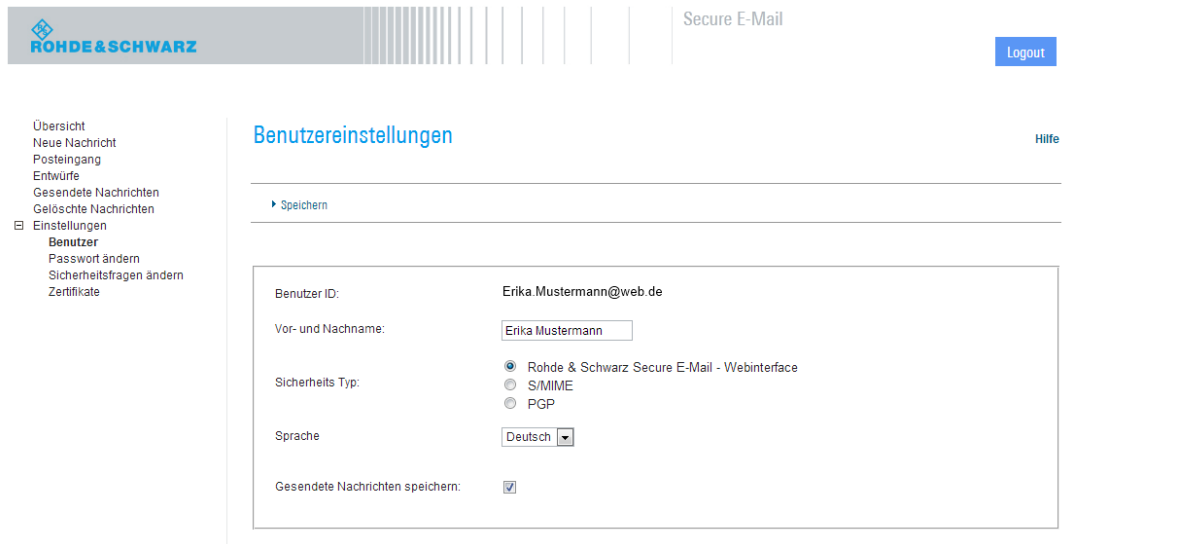 Secure E-Mail
ROHDE&SCHWARZ
Logout
Übersicht
Neue Nachricht
Posteingang
Entwürfe
Gesendete Nachrichten
Gelöschte Nachrichten
Einstellungen
Benutzer
Passwort ändern
Sicherheitsfragen ändern
Zertifikate
Benutzereinstellungen
Hilfe
Speichern
Benutzer ID: Erika.Mustermann@web.de
Vor- und Nachname: Erika Mustermann
Sicherheits Typ: Rohde & Schwarz Secure E-Mail - Webinterface
S/MIME
PGP
Sprache Deutsch
Gesendete Nachrichten speichern: